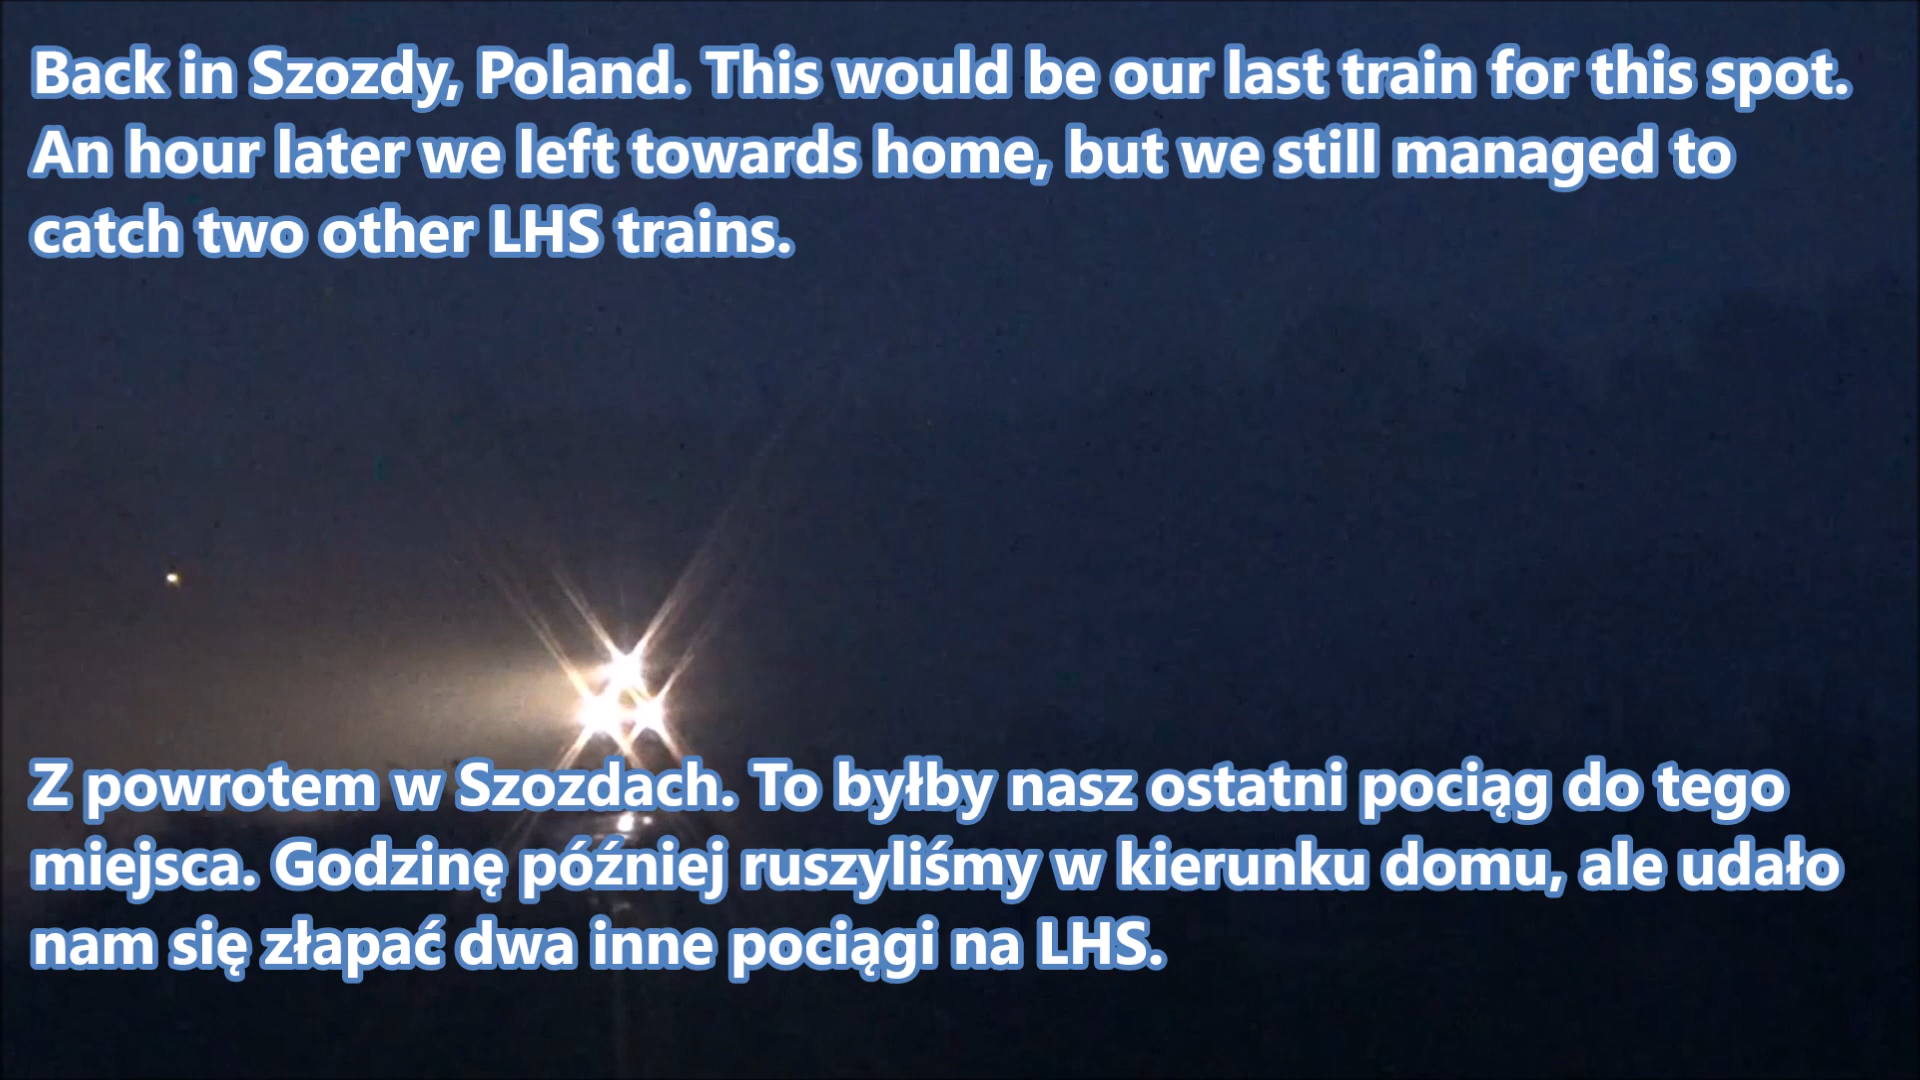 Back in Szozdy, Poland. This would be our last train for this spot.
An hour later we left towards home, but we still managed to
catch two other LHS trains.
Z powrotem w Szozdach. To byłby nasz ostatni pociąg do tego
miejsca. Godzinę później ruszyliśmy w kierunku domu, ale udało
nam się złapać dwa inne pociągi na LHS.